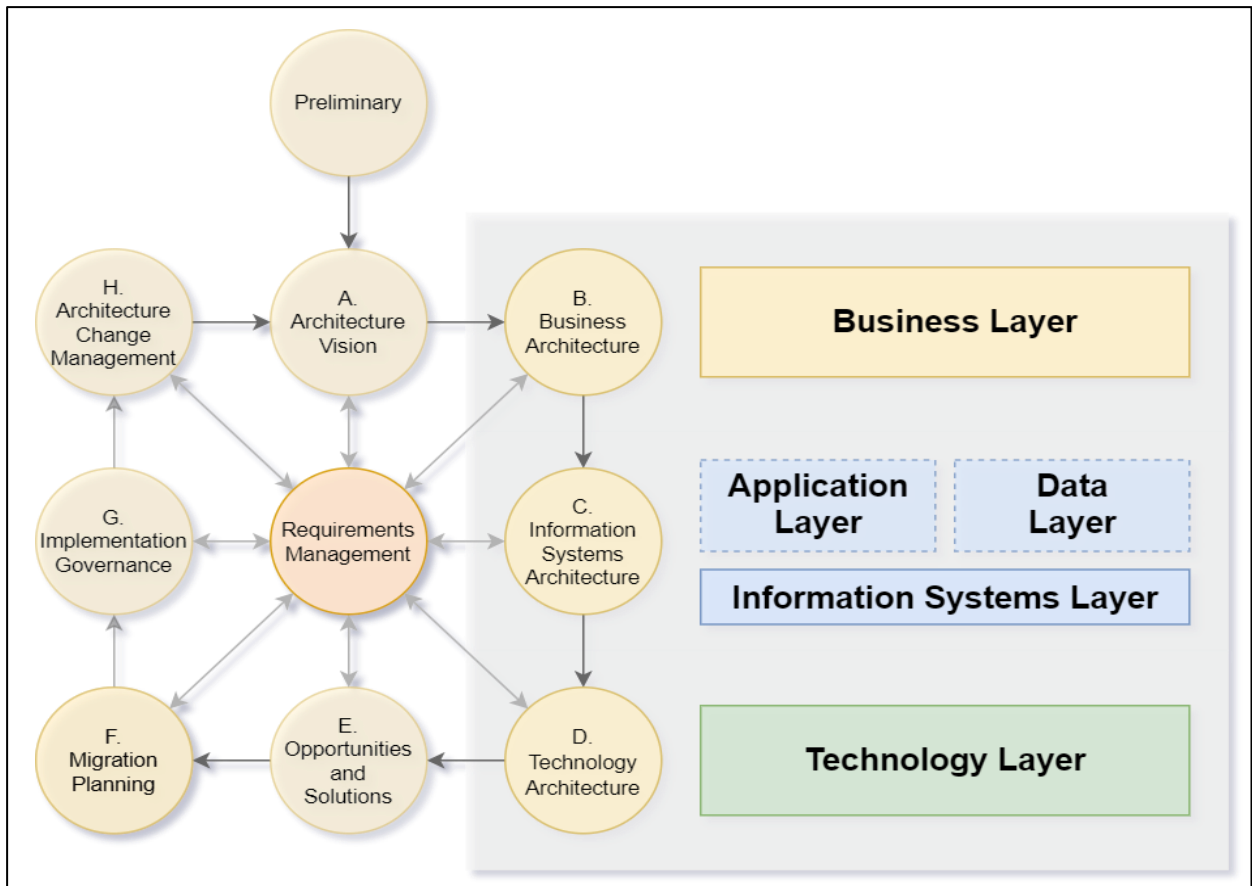 Preliminary
H.
Architecture
Change
Management
A.
Architecture
Vision
B.
Business
Architecture
Business Layer
G.
Implementation
Governance
Requirements
Management
C.
Information
Systems
Architecture
Application
Layer
Data
Layer
Information Systems Layer
F.
Migration
Planning
E.
Opportunities
and
Solutions
D.
Technology
Architecture
Technology Layer